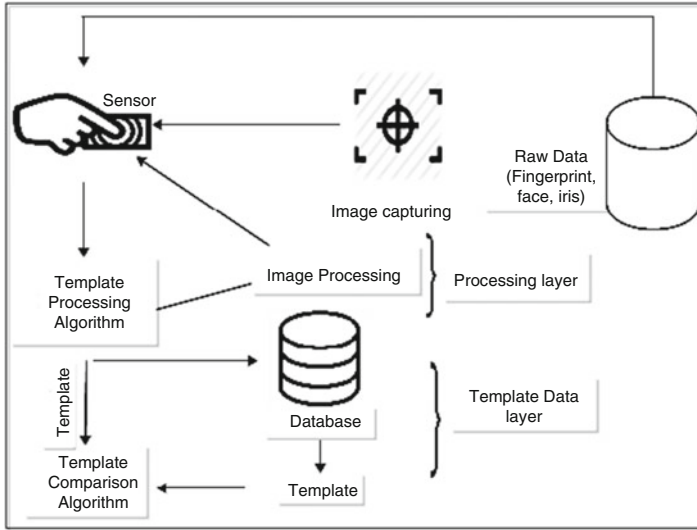 Sensor
Raw Data
(Fingerprint,
face, iris)
Image capturing
Template
Processing
Algorithm
Image Processing
Processing layer
Template
Database
Template Data
layer
Template
Comparison
Algorithm
Template